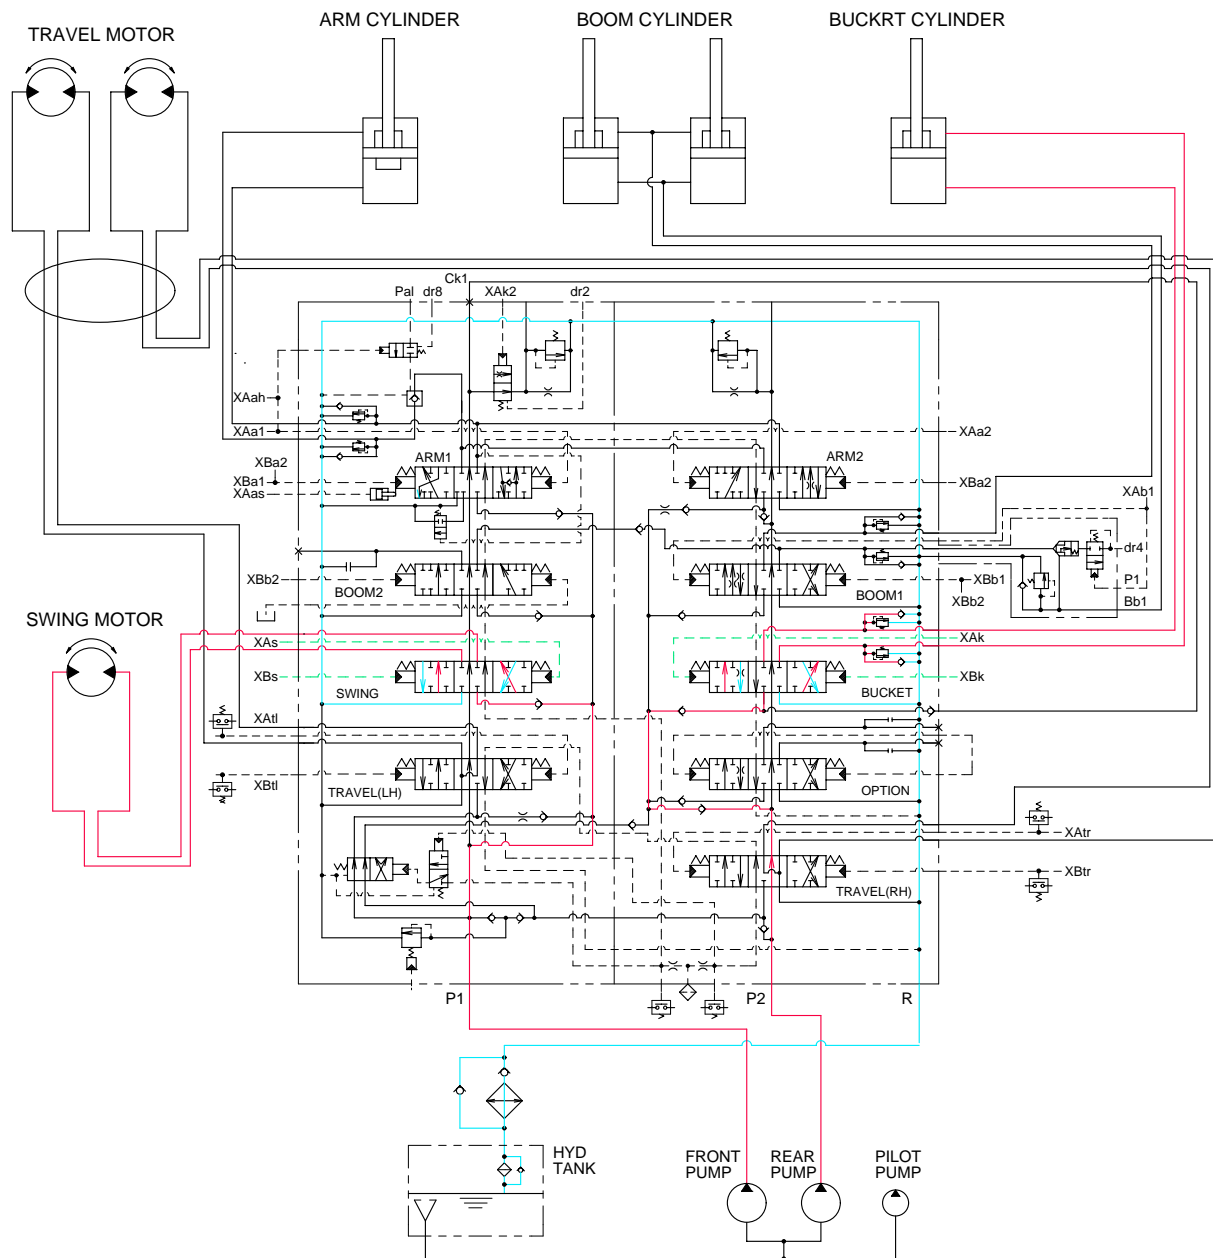 ARM CYLINDER
BOOM CYLINDER
BUCKRT CYLINDER
TRAVEL MOTOR
Ck1
Pal
dr8
XAk2
dr2
XAah
XAa1
XAa2
XBa2
XBa1
XAas
ARM1
ARM2
XBa2
XAb1
dr4
P1
Bb1
XBb2
BOOM2
BOOM1
XBb1
XBb2
SWING MOTOR
XAs
XAk
XBs
XBk
SWING
BUCKET
XAtl
XBtl
TRAVEL(LH)
OPTION
XAtr
XBtr
TRAVEL(RH)
P1
P2
R
HYD
TANK
FRONT
PUMP
REAR
PUMP
PILOT
PUMP